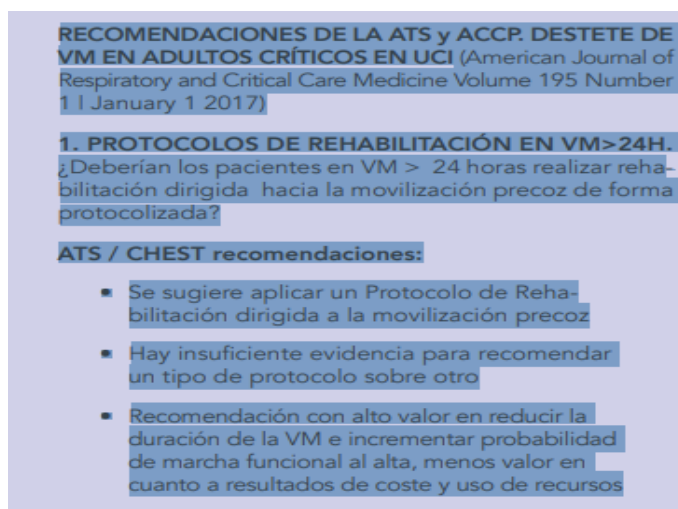 RECOMENDACIONES DE LA ATS y ACCP. DESTETE DE
VM EN ADULTOS CRÍTICOS EN UCI (American Journal of
Respiratory and Critical Care Medicine Volume 195 Number
1 l January 1 2017)
1. PROTOCOLOS DE REHABILITACIÓN EN VM>24H.
¿Deberían los pacientes en VM > 24 horas realizar reha-
bilitación dirigida hacia la movilización precoz de forma
protocolizada?
ATS / CHEST recomendaciones:
▪ Se sugiere aplicar un Protocolo de Reha-
bilitación dirigida a la movilización precoz
▪ Hay insuficiente evidencia para recomendar
un tipo de protocolo sobre otro
▪ Recomendación con alto valor en reducir la
duración de la VM e incrementar probabilidad
de marcha funcional al alta, menos valor en
cuanto a resultados de coste y uso de recursos